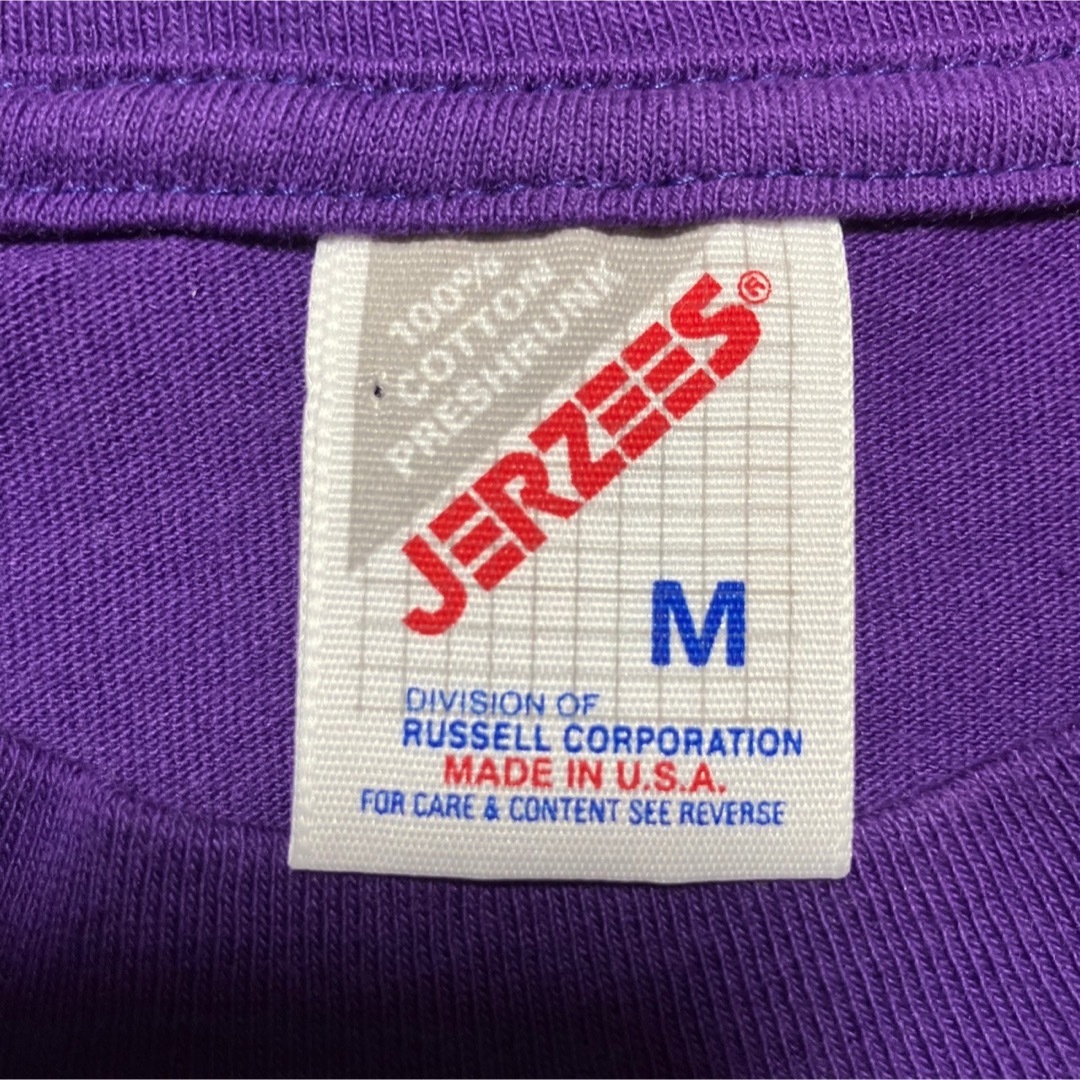 100%
COTTON
PRESHRUNK
JERZEES®
M
DIVISION OF
RUSSELL CORPORATION
MADE IN U.S.A.
FOR CARE & CONTENT SEE REVERSE